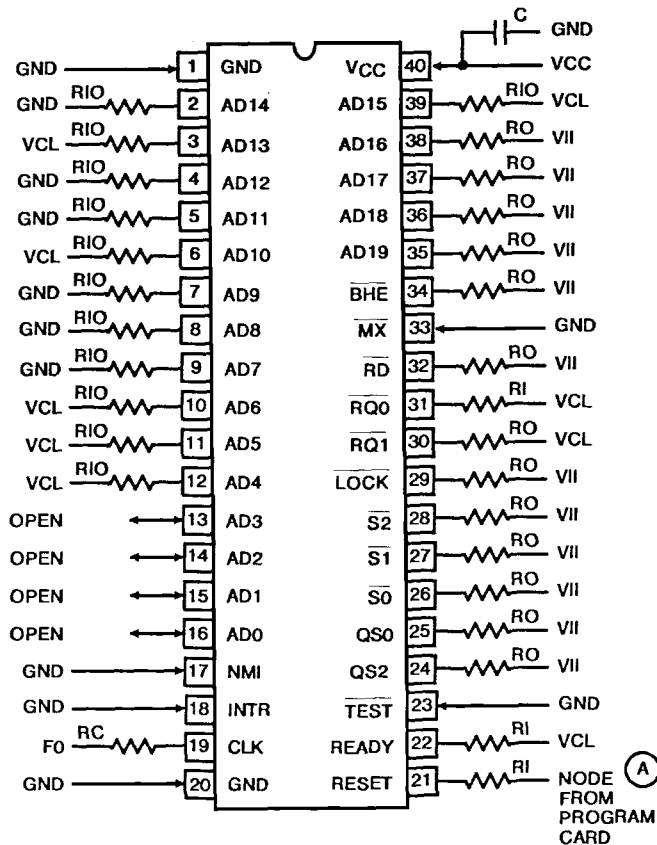 C
GND
GND 1 GND VCC 40 VCC
GND RIO 2 AD14 AD15 39 RIO VCL
VCL RIO 3 AD13 AD16 38 RO VII
GND RIO 4 AD12 AD17 37 RO VII
GND RIO 5 AD11 AD18 36 RO VII
VCL RIO 6 AD10 AD19 35 RO VII
GND RIO 7 AD9 BHE 34 RO VII
GND RIO 8 AD8 MX 33 GND
GND RIO 9 AD7 RD 32 RO VII
VCL RIO 10 AD6 RQ0 31 RI VCL
VCL RIO 11 AD5 RQ1 30 RO VCL
VCL RIO 12 AD4 LOCK 29 RO VII
OPEN 13 AD3 S2 28 RO VII
OPEN 14 AD2 S1 27 RO VII
OPEN 15 AD1 S0 26 RO VII
OPEN 16 AD0 QS0 25 RO VII
GND 17 NMI QS2 24 RO VII
GND 18 INTR TEST 23 GND
F0 RC 19 CLK READY 22 RI VCL
GND 20 GND RESET 21 RI NODE A
FROM
PROGRAM
CARD